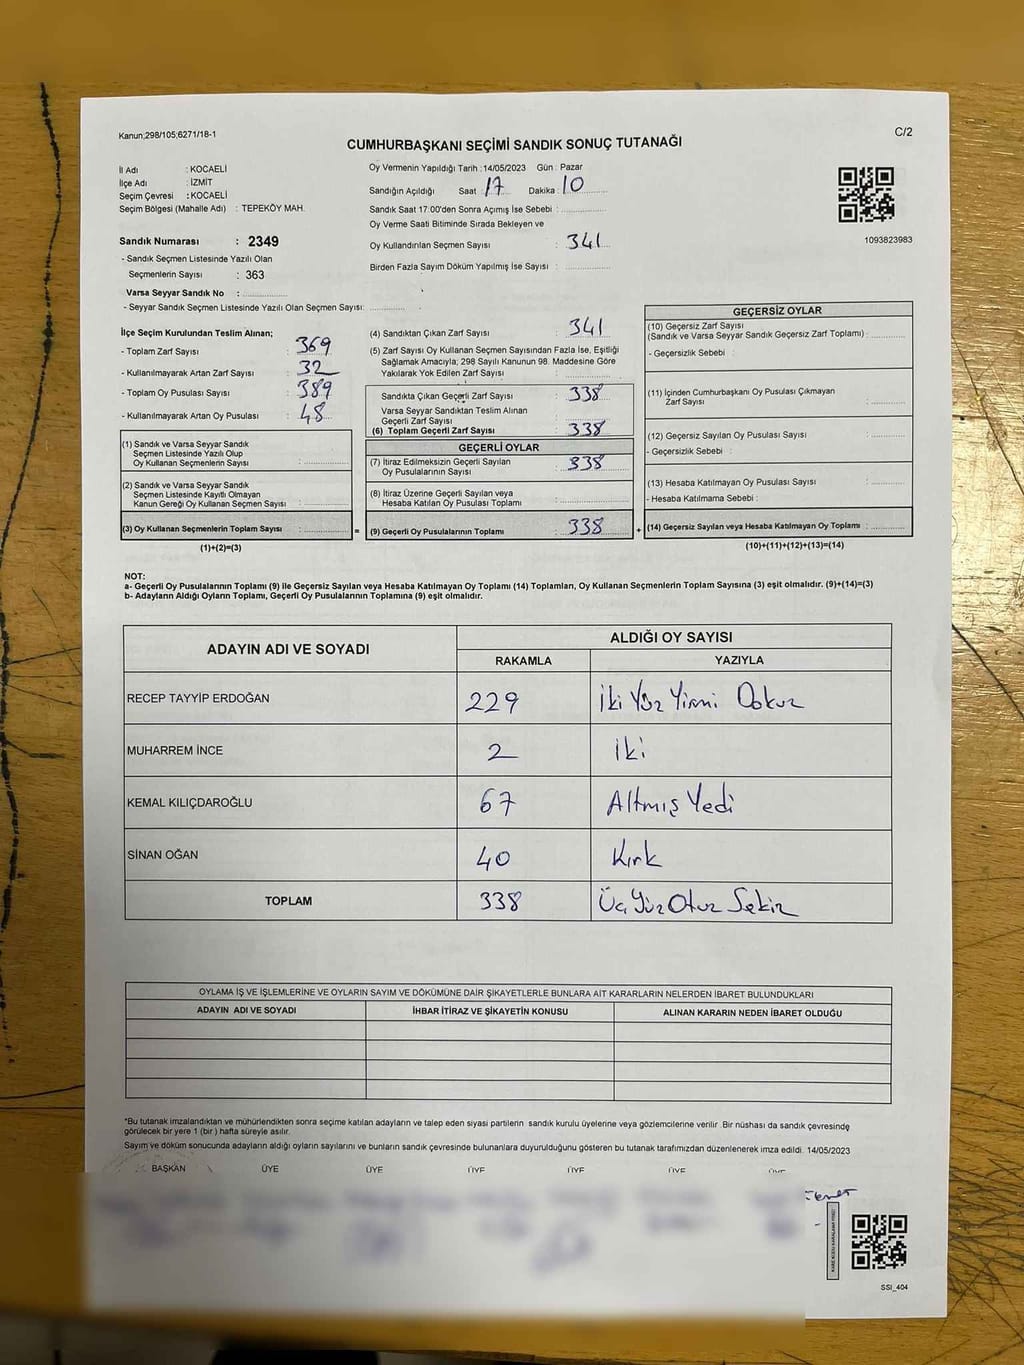 Kanun;298/105;6271/18-1
C/2
CUMHURBAŞKANI SEÇİMİ SANDIK SONUÇ TUTANAĞI
İl Adı : KOCAELİ
İlçe Adı : İZMİT
Seçim Çevresi : KOCAELİ
Seçim Bölgesi (Mahalle Adı) : TEPEKÖY MAH.
Oy Vermenin Yapıldığı Tarih : 14/05/2023 Gün : Pazar
Sandığın Açıldığı Saat : 17 Dakika : 10
Sandık Saat 17:00'den Sonra Açımış İse Sebebi :
Oy Verme Saati Bitiminde Sırada Bekleyen ve
Oy Kullandırılan Seçmen Sayısı : 341
Birden Fazla Sayım Döküm Yapılmış İse Sayısı :
1093823983
Sandık Numarası : 2349
- Sandık Seçmen Listesinde Yazılı Olan
Seçmenlerin Sayısı : 363
Varsa Seyyar Sandık No :
- Seyyar Sandık Seçmen Listesinde Yazılı Olan Seçmen Sayısı:
İlçe Seçim Kurulundan Teslim Alınan;
- Toplam Zarf Sayısı : 369
- Kullanılmayarak Artan Zarf Sayısı : 32
- Toplam Oy Pusulası Sayısı : 389
- Kullanılmayarak Artan Oy Pusulası : 48
(1) Sandık ve Varsa Seyyar Sandık
Seçmen Listesinde Yazılı Olup
Oy Kullanan Seçmenlerin Sayısı :
(2) Sandık ve Varsa Seyyar Sandık
Seçmen Listesinde Kayıtlı Olmayan
Kanun Gereği Oy Kullanan Seçmen Sayısı :
(3) Oy Kullanan Seçmenlerin Toplam Sayısı :
(1)+(2)=(3)
=
(4) Sandıktan Çıkan Zarf Sayısı : 341
(5) Zarf Sayısı Oy Kullanan Seçmen Sayısından Fazla İse, Eşitliği
Sağlamak Amacıyla; 298 Sayılı Kanunun 98. Maddesine Göre
Yakılarak Yok Edilen Zarf Sayısı :
Sandıkta Çıkan Geçerli Zarf Sayısı : 338
Varsa Seyyar Sandıktan Teslim Alınan
Geçerli Zarf Sayısı :
(6) Toplam Geçerli Zarf Sayısı : 338
GEÇERLİ OYLAR
(7) İtiraz Edilmeksizin Geçerli Sayılan
Oy Pusulalarının Sayısı : 338
(8) İtiraz Üzerine Geçerli Sayılan veya
Hesaba Katılan Oy Pusulası Toplamı :
(9) Geçerli Oy Pusulalarının Toplamı : 338
+
GEÇERSİZ OYLAR
(10) Geçersiz Zarf Sayısı
(Sandık ve Varsa Seyyar Sandık Geçersiz Zarf Toplamı) :
- Geçersizlik Sebebi :
(11) İçinden Cumhurbaşkanı Oy Pusulası Çıkmayan
Zarf Sayısı :
(12) Geçersiz Sayılan Oy Pusulası Sayısı :
- Geçersizlik Sebebi :
(13) Hesaba Katılmayan Oy Pusulası Sayısı :
- Hesaba Katılmama Sebebi :
(14) Geçersiz Sayılan veya Hesaba Katılmayan Oy Toplamı :
(10)+(11)+(12)+(13)=(14)
NOT:
a- Geçerli Oy Pusulalarının Toplamı (9) ile Geçersiz Sayılan veya Hesaba Katılmayan Oy Toplamı (14) Toplamları, Oy Kullanan Seçmenlerin Toplam Sayısına (3) eşit olmalıdır. (9)+(14)=(3)
b- Adayların Aldığı Oyların Toplamı, Geçerli Oy Pusulalarının Toplamına (9) eşit olmalıdır.
ADAYIN ADI VE SOYADI
ALDIĞI OY SAYISI
RAKAMLA YAZIYLA
RECEP TAYYİP ERDOĞAN 229 İki Yüz Yirmi Dokuz
MUHARREM İNCE 2 İki
KEMAL KILIÇDAROĞLU 67 Altmış Yedi
SİNAN OĞAN 40 Kırk
TOPLAM 338 Üç Yüz Otuz Sekiz
OYLAMA İŞ VE İŞLEMLERİNE VE OYLARIN SAYIM VE DÖKÜMÜNE DAİR ŞİKAYETLERLE BUNLARA AİT KARARLARIN NELERDEN İBARET BULUNDUKLARI
ADAYIN ADI VE SOYADI İHBAR İTİRAZ VE ŞİKAYETİN KONUSU ALINAN KARARIN NEDEN İBARET OLDUĞU
*Bu tutanak imzalandıktan ve mühürlendikten sonra seçime katılan adayların ve talep eden siyasi partilerin sandık kurulu üyelerine veya gözlemcilerine verilir. Bir nüshası da sandık çevresinde
görülecek bir yere 1 (bir) hafta süreyle asılır.
Sayım ve döküm sonucunda adayların aldığı oyların sayılarını ve bunların sandık çevresinde bulunanlara duyurulduğunu gösteren bu tutanak tarafımızdan düzenlenerek imza edildi. 14/05/2023
BAŞKAN ÜYE ÜYE ÜYE ÜYE ÜYE ÜYE
SSI_404